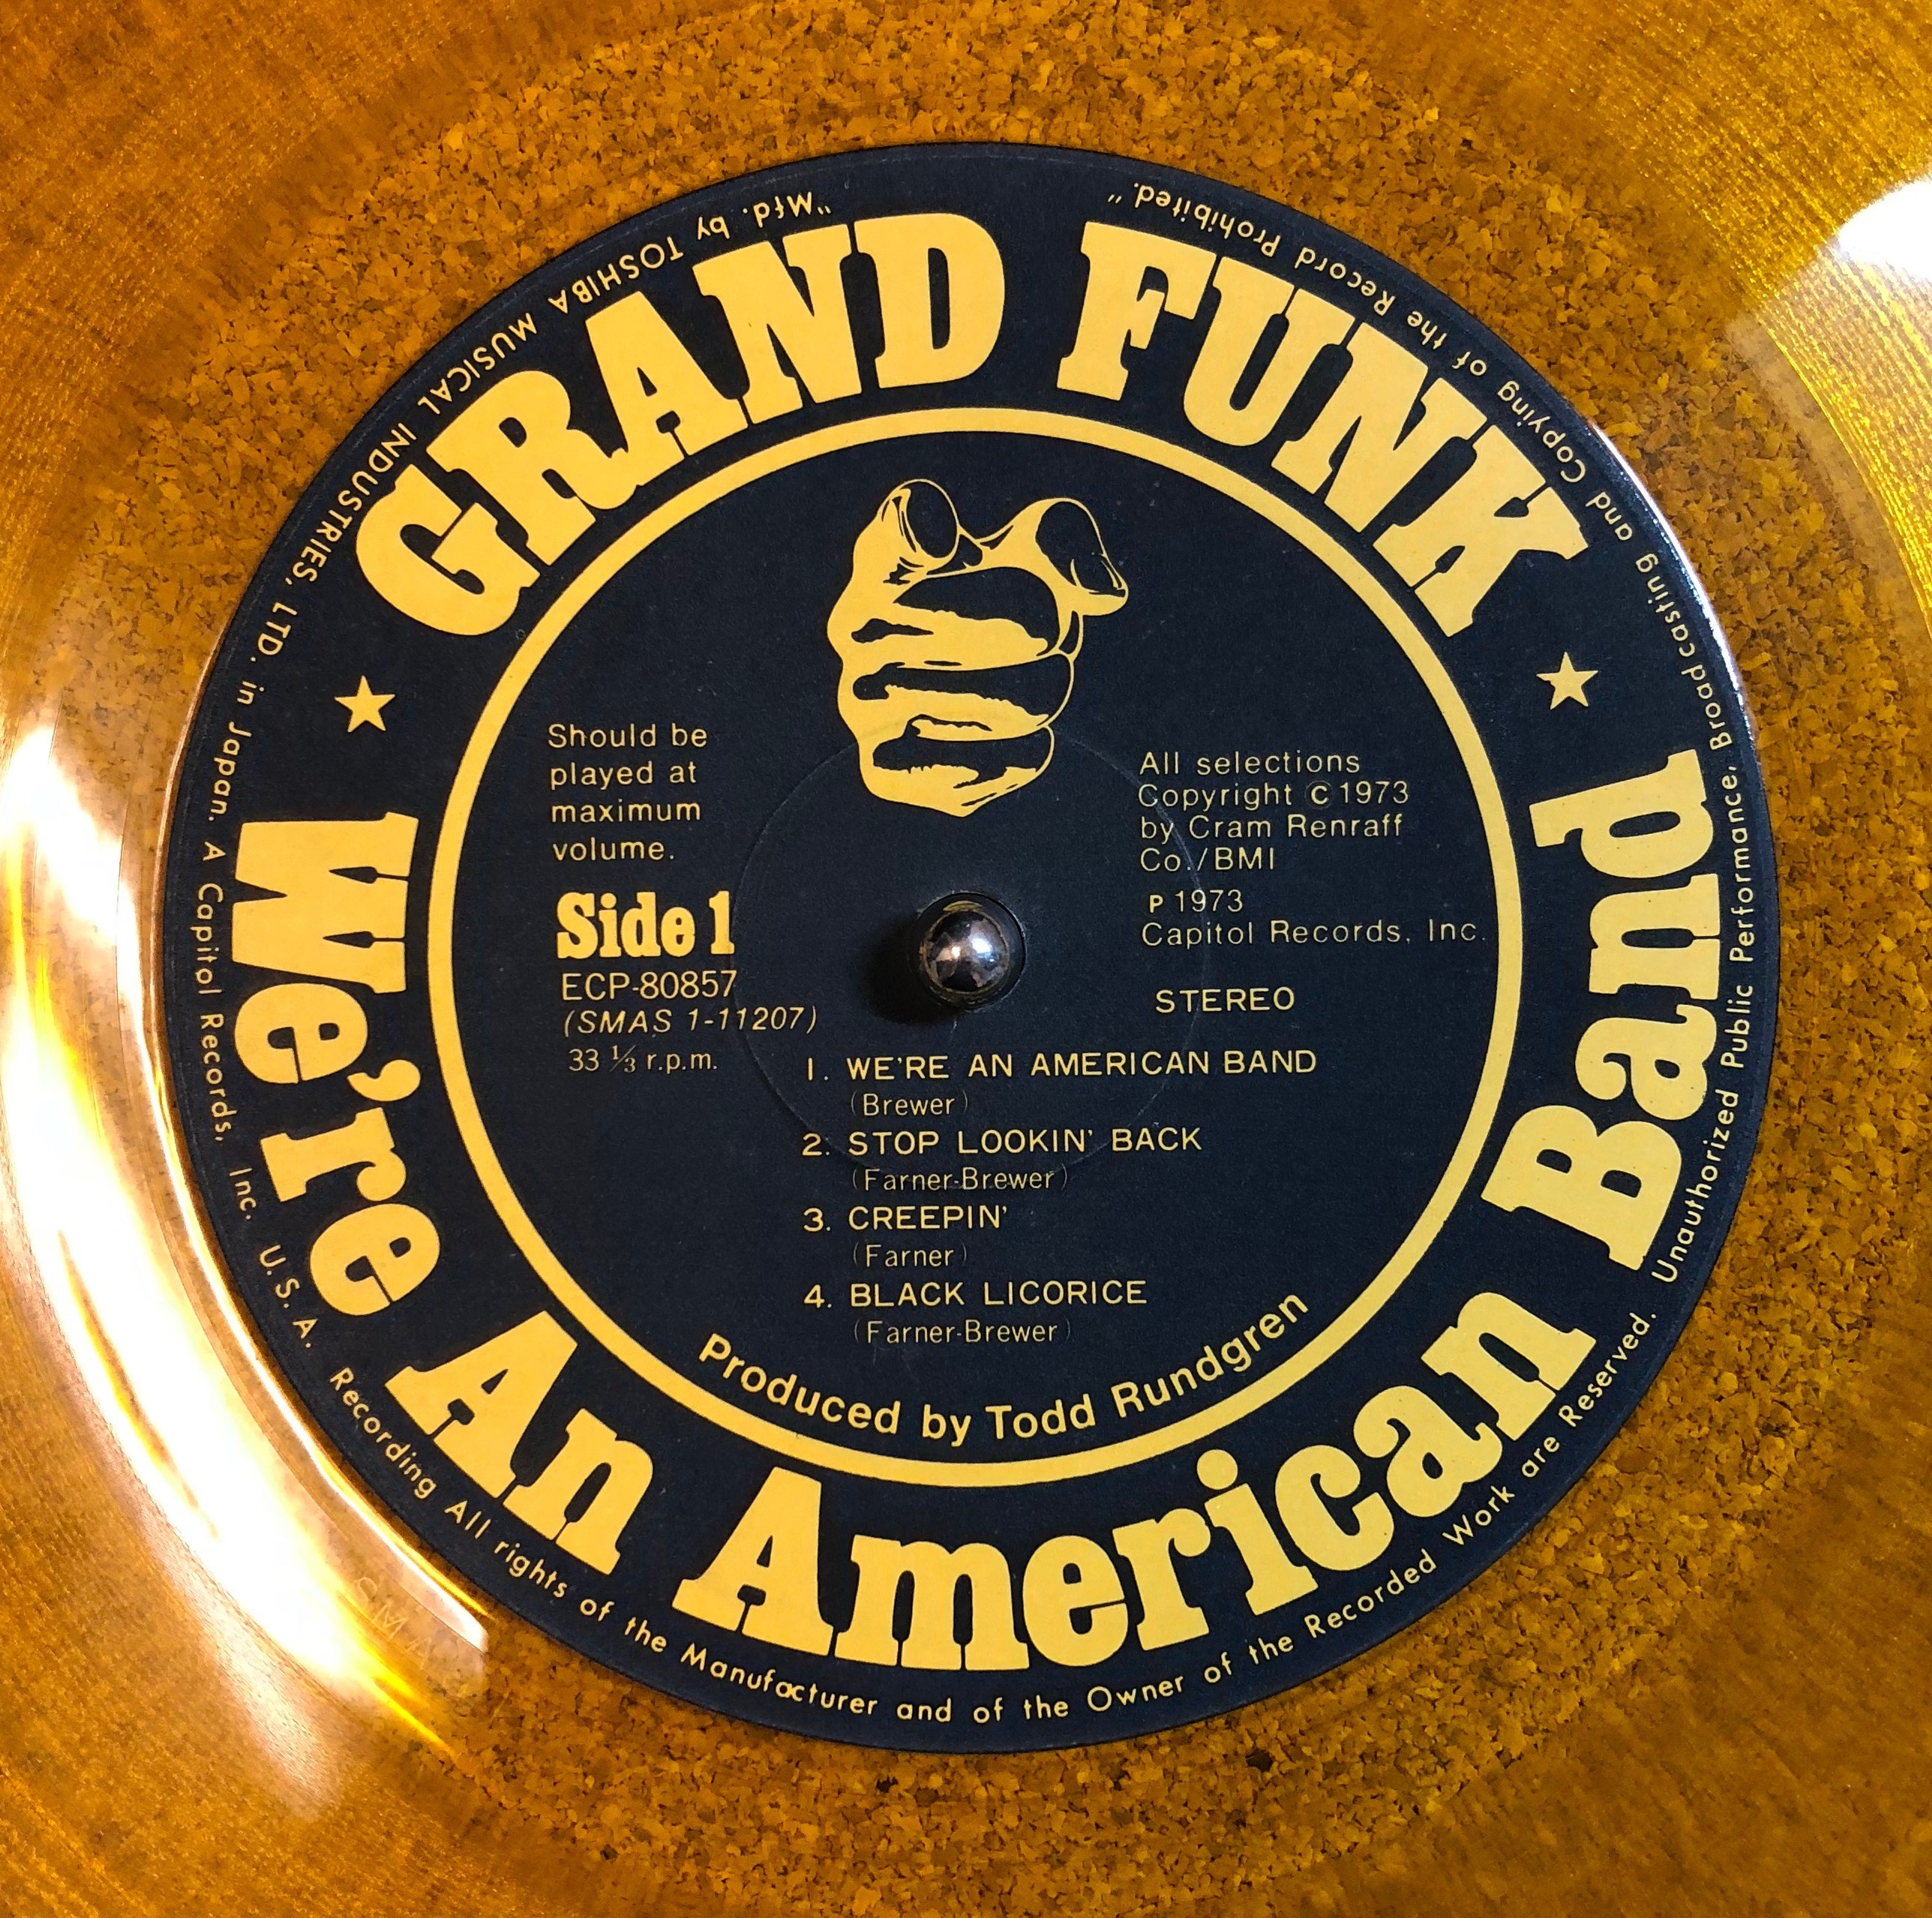 "Mfd. by TOSHIBA MUSICAL INDUSTRIES, LTD. in Japan. A Capitol Records, Inc. U.S.A. Recording All rights of the Manufacturer and of the Owner of the Recorded Work are Reserved. Unauthorized Public Performance, Broadcasting and Copying of the Record Prohibited."
GRAND FUNK
★ We're An American Band ★
Should be
played at
maximum
volume.
Side 1
ECP-80857
(SMAS 1-11207)
33 ⅓ r.p.m.
All selections
Copyright © 1973
by Cram Renraff
Co./BMI
℗ 1973
Capitol Records, Inc.
STEREO
1. WE'RE AN AMERICAN BAND
(Brewer)
2. STOP LOOKIN' BACK
(Farner-Brewer)
3. CREEPIN'
(Farner)
4. BLACK LICORICE
(Farner-Brewer)
Produced by Todd Rundgren